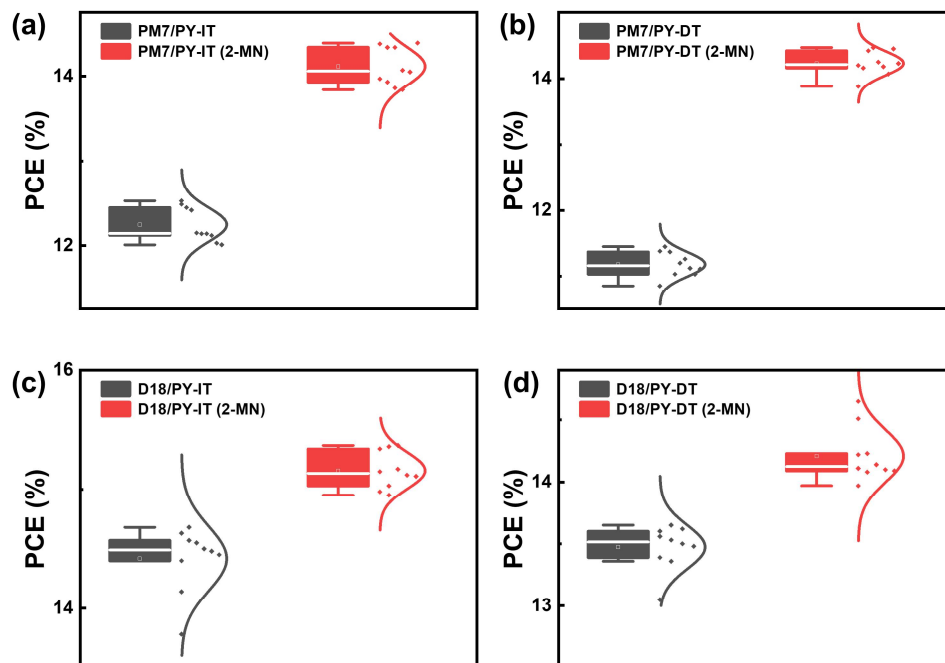 (a)
PM7/PY-IT
PM7/PY-IT (2-MN)
14
12
PCE (%)
(b)
PM7/PY-DT
PM7/PY-DT (2-MN)
14
12
PCE (%)
(c)
16
D18/PY-IT
D18/PY-IT (2-MN)
14
PCE (%)
(d)
D18/PY-DT
D18/PY-DT (2-MN)
14
13
PCE (%)